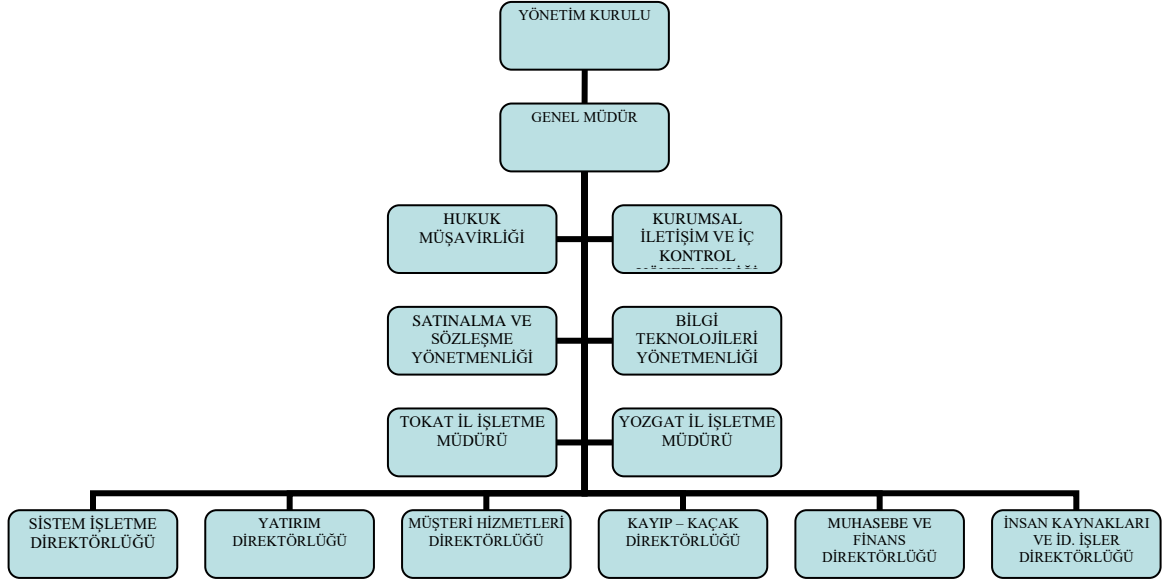 YÖNETİM KURULU
GENEL MÜDÜR
HUKUK
MÜŞAVİRLİĞİ
KURUMSAL
İLETİŞİM VE İÇ
KONTROL
SATINALMA VE
SÖZLEŞME
YÖNETMENLİĞİ
BİLGİ
TEKNOLOJİLERİ
YÖNETMENLİĞİ
TOKAT İL İŞLETME
MÜDÜRÜ
YOZGAT İL İŞLETME
MÜDÜRÜ
SİSTEM İŞLETME
DİREKTÖRLÜĞÜ
YATIRIM
DİREKTÖRLÜĞÜ
MÜŞTERİ HİZMETLERİ
DİREKTÖRLÜĞÜ
KAYIP – KAÇAK
DİREKTÖRLÜĞÜ
MUHASEBE VE
FİNANS
DİREKTÖRLÜĞÜ
İNSAN KAYNAKLARI
VE İD. İŞLER
DİREKTÖRLÜĞÜ